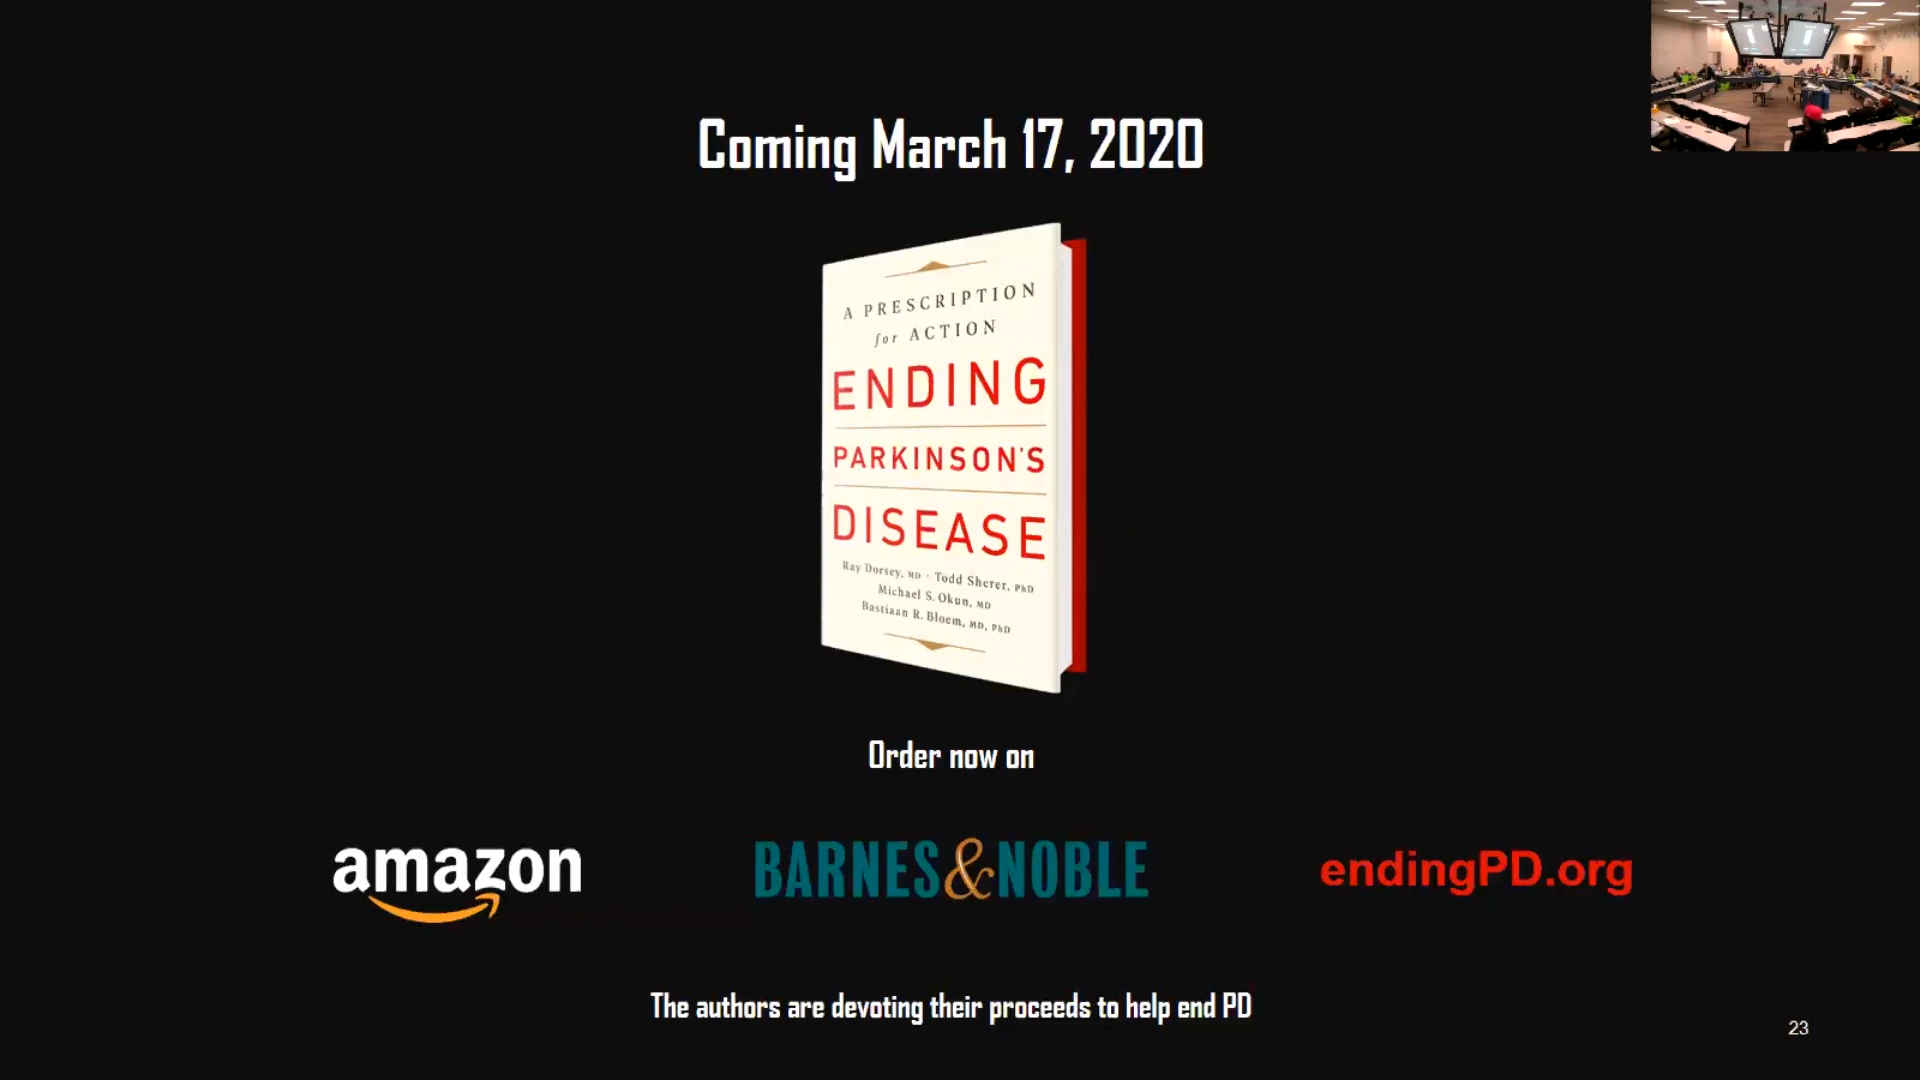 Coming March 17, 2020
A PRESCRIPTION
for ACTION
ENDING
PARKINSON'S
DISEASE
Ray Dorsey, MD · Todd Sherer, PhD
Michael S. Okun, MD
Bastiaan R. Bloem, MD, PhD
Order now on
amazon
BARNES&NOBLE
endingPD.org
The authors are devoting their proceeds to help end PD
23